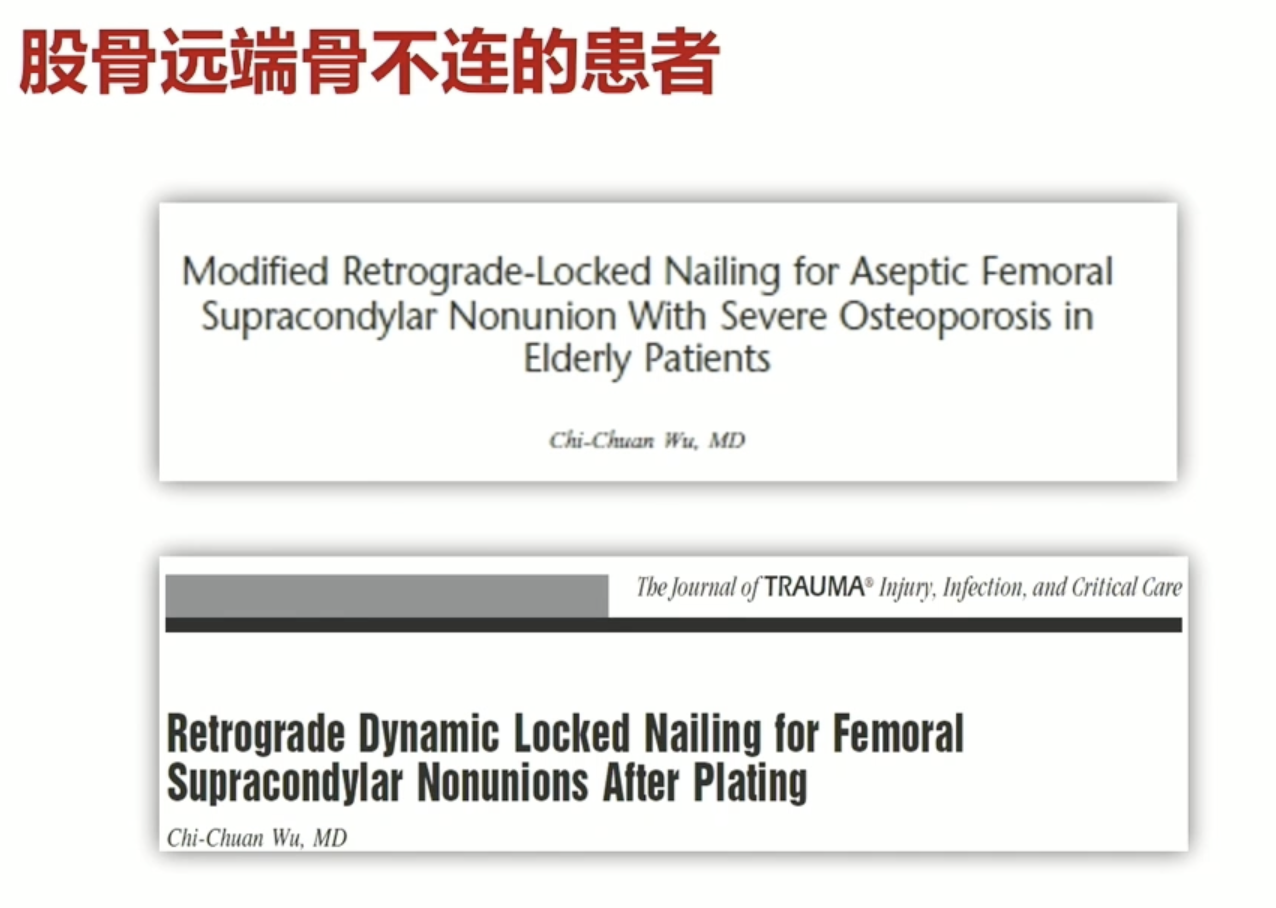 股骨远端骨不连的患者
Modified Retrograde-Locked Nailing for Aseptic Femoral
Supracondylar Nonunion With Severe Osteoporosis in
Elderly Patients
Chi-Chuan Wu, MD
The Journal of TRAUMA® Injury, Infection, and Critical Care
Retrograde Dynamic Locked Nailing for Femoral
Supracondylar Nonunions After Plating
Chi-Chuan Wu, MD